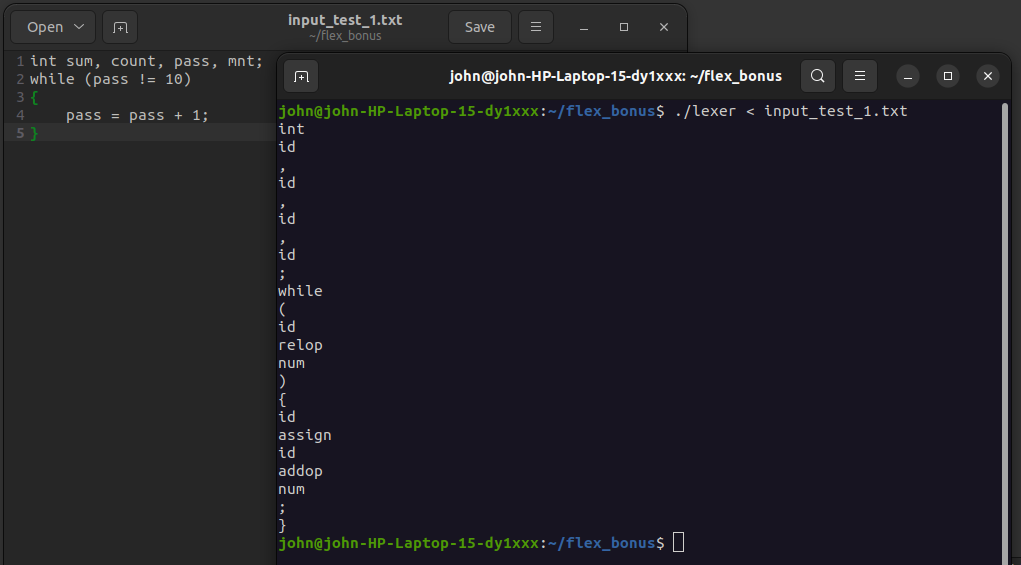 Open
input_test_1.txt
~/flex_bonus
Save
1 int sum, count, pass, mnt;
2 while (pass != 10)
3 {
4     pass = pass + 1;
5 }
john@john-HP-Laptop-15-dy1xxx: ~/flex_bonus
john@john-HP-Laptop-15-dy1xxx:~/flex_bonus$ ./lexer < input_test_1.txt
int
id
,
id
,
id
,
id
;
while
(
id
relop
num
)
{
id
assign
id
addop
num
;
}
john@john-HP-Laptop-15-dy1xxx:~/flex_bonus$